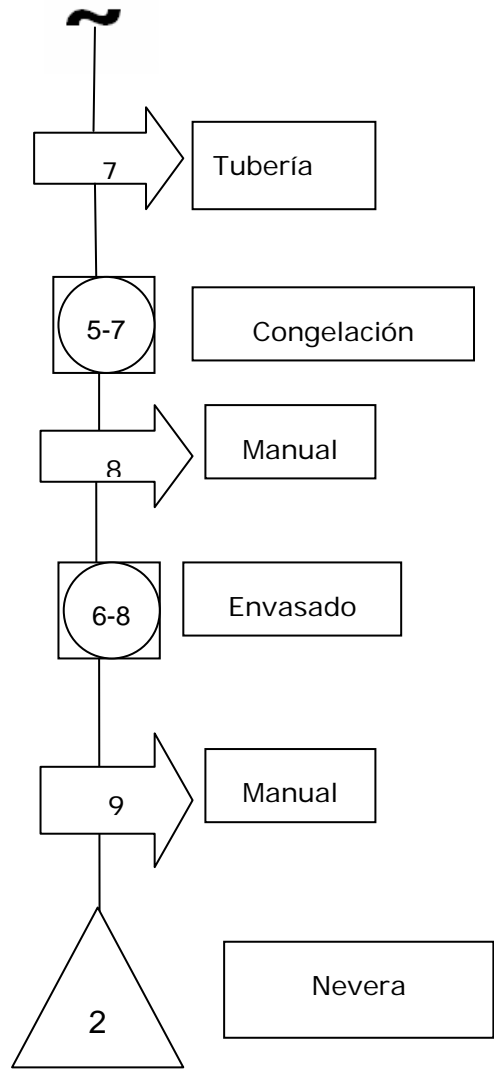 ~
7 Tubería
5-7 Congelación
8 Manual
6-8 Envasado
9 Manual
2 Nevera